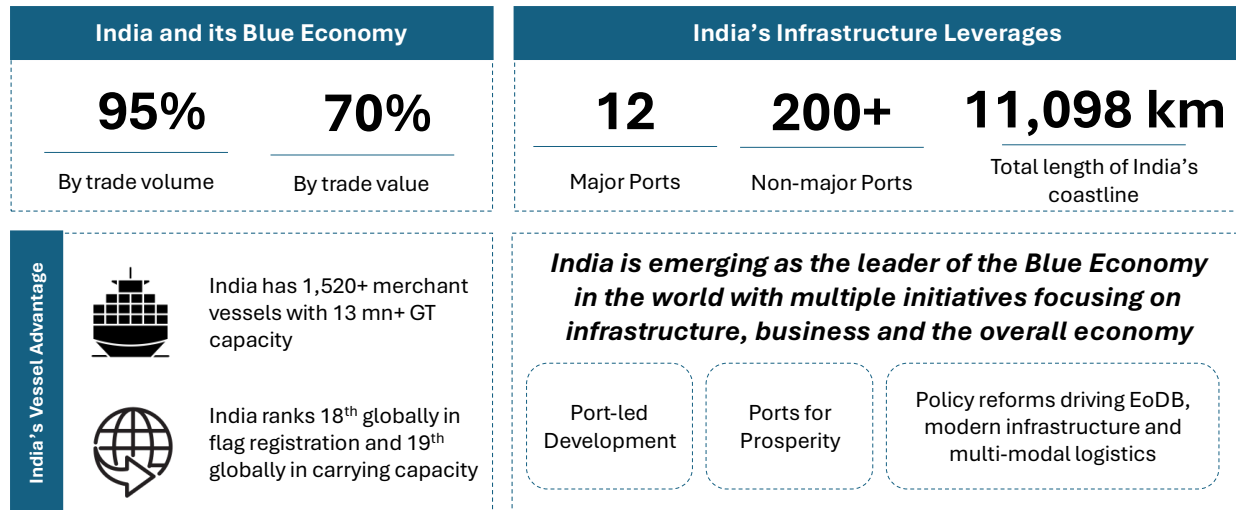 India and its Blue Economy
95%
By trade volume
70%
By trade value
India’s Infrastructure Leverages
12
Major Ports
200+
Non-major Ports
11,098 km
Total length of India’s
coastline
India’s Vessel Advantage
India has 1,520+ merchant
vessels with 13 mn+ GT
capacity
India ranks 18th globally in
flag registration and 19th
globally in carrying capacity
India is emerging as the leader of the Blue Economy
in the world with multiple initiatives focusing on
infrastructure, business and the overall economy
Port-led
Development
Ports for
Prosperity
Policy reforms driving EoDB,
modern infrastructure and
multi-modal logistics